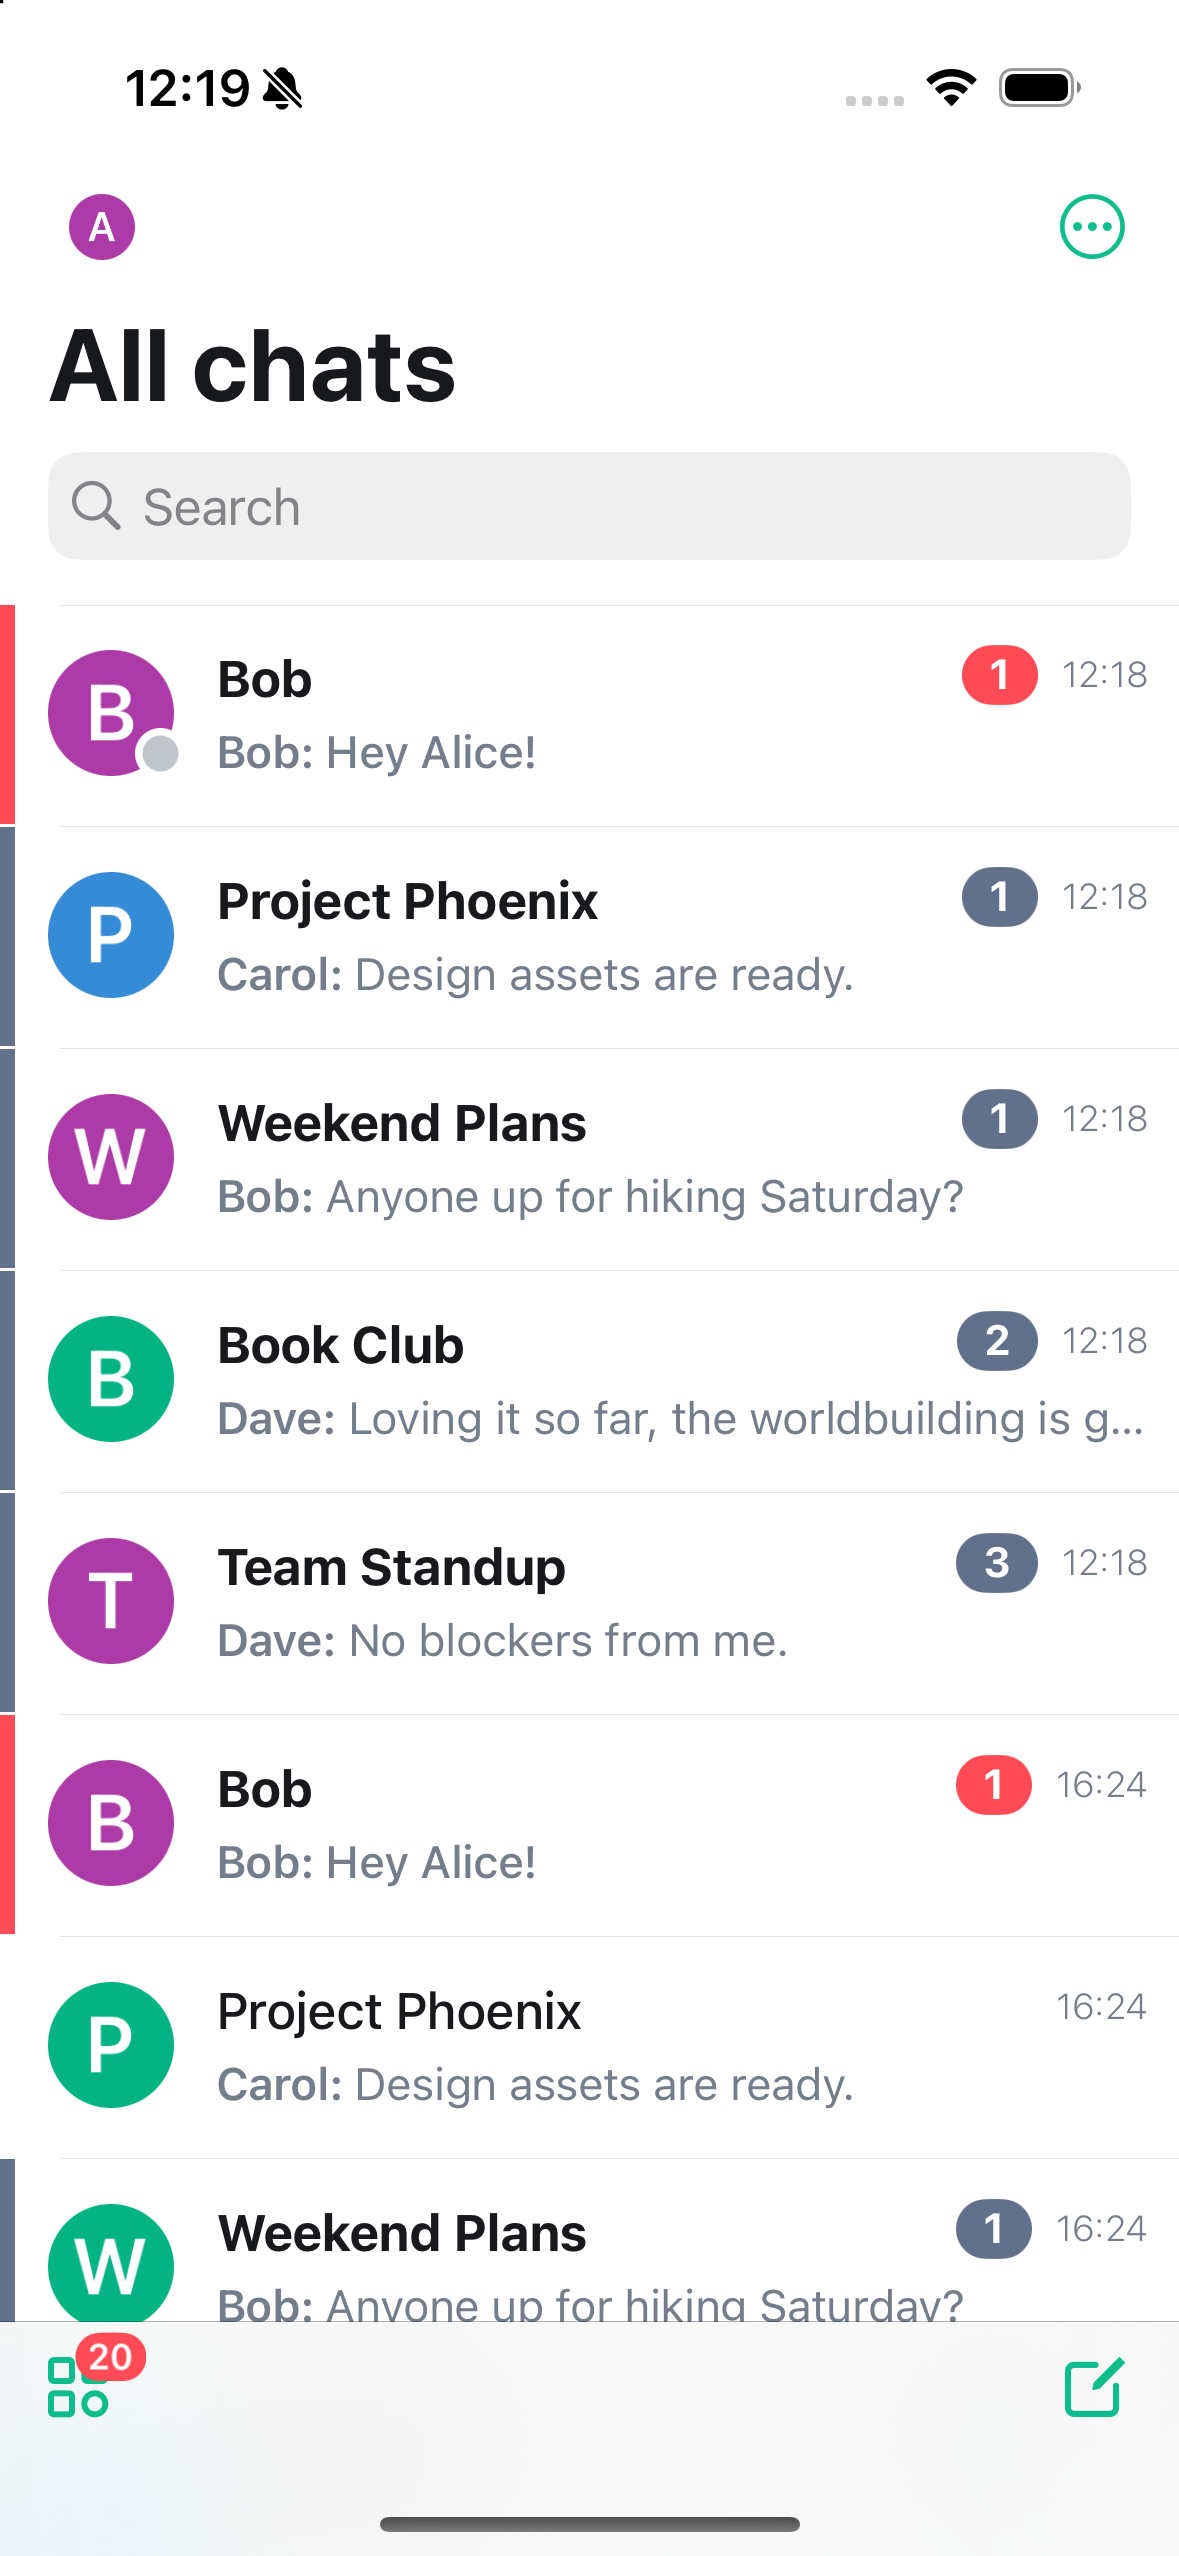 12:19
A
All chats
Search
B
Bob
1
12:18
Bob: Hey Alice!
P
Project Phoenix
1
12:18
Carol: Design assets are ready.
W
Weekend Plans
1
12:18
Bob: Anyone up for hiking Saturday?
B
Book Club
2
12:18
Dave: Loving it so far, the worldbuilding is g...
T
Team Standup
3
12:18
Dave: No blockers from me.
B
Bob
1
16:24
Bob: Hey Alice!
P
Project Phoenix
16:24
Carol: Design assets are ready.
W
Weekend Plans
1
16:24
Bob: Anyone up for hiking Saturday?
20